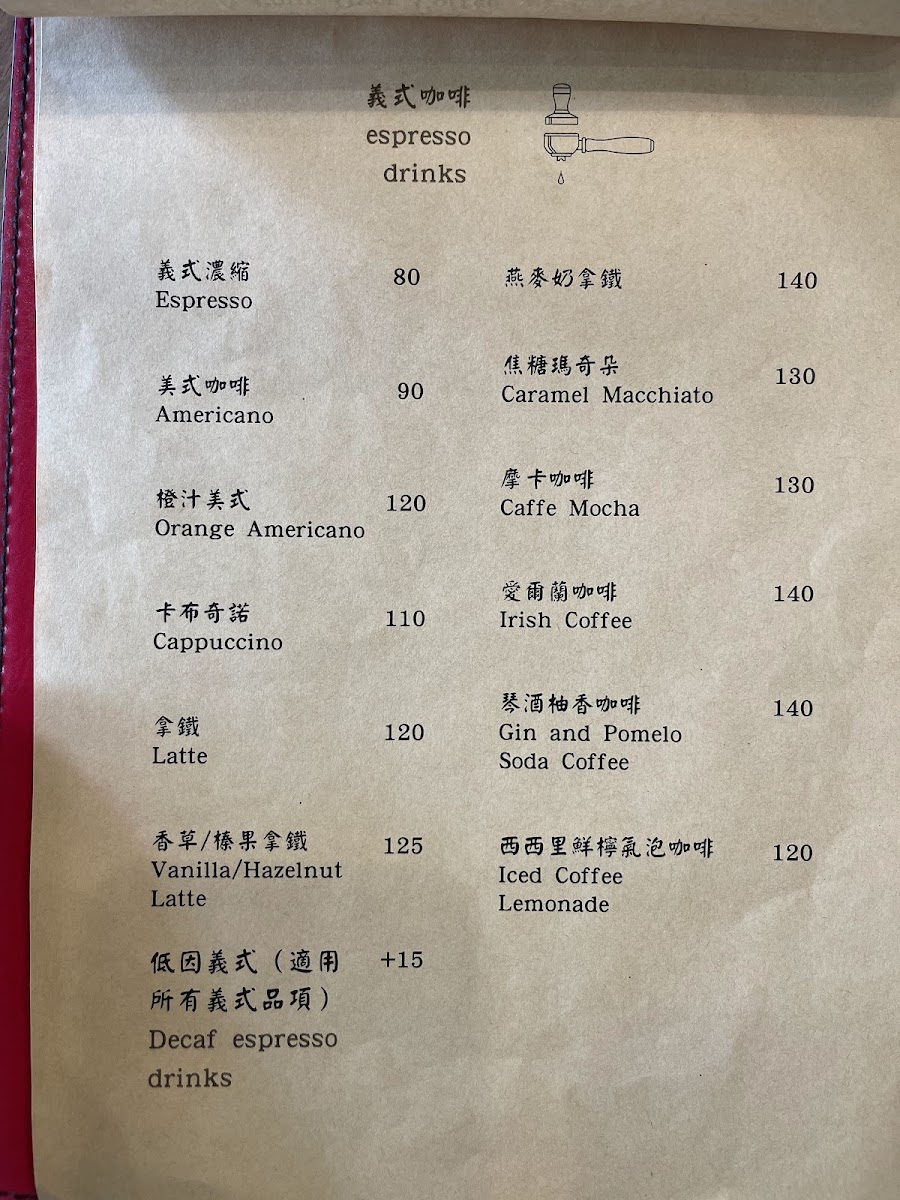 義式咖啡
espresso
drinks
義式濃縮 80
Espresso
美式咖啡 90
Americano
橙汁美式 120
Orange Americano
卡布奇諾 110
Cappuccino
拿鐵 120
Latte
香草/榛果拿鐵 125
Vanilla/Hazelnut
Latte
低因義式（適用 +15
所有義式品項）
Decaf espresso
drinks
燕麥奶拿鐵 140
焦糖瑪奇朵 130
Caramel Macchiato
摩卡咖啡 130
Caffe Mocha
愛爾蘭咖啡 140
Irish Coffee
琴酒柚香咖啡 140
Gin and Pomelo
Soda Coffee
西西里鮮檸氣泡咖啡 120
Iced Coffee
Lemonade